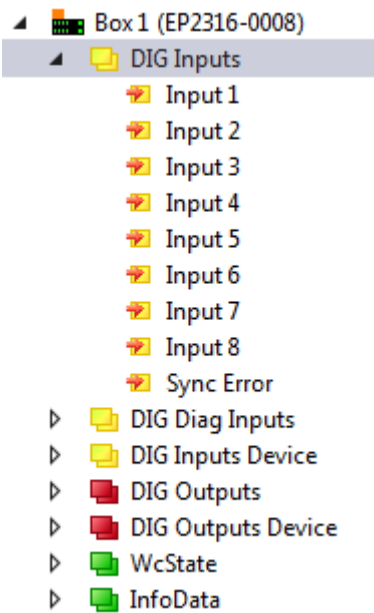 Box 1 (EP2316-0008)
DIG Inputs
Input 1
Input 2
Input 3
Input 4
Input 5
Input 6
Input 7
Input 8
Sync Error
DIG Diag Inputs
DIG Inputs Device
DIG Outputs
DIG Outputs Device
WcState
InfoData